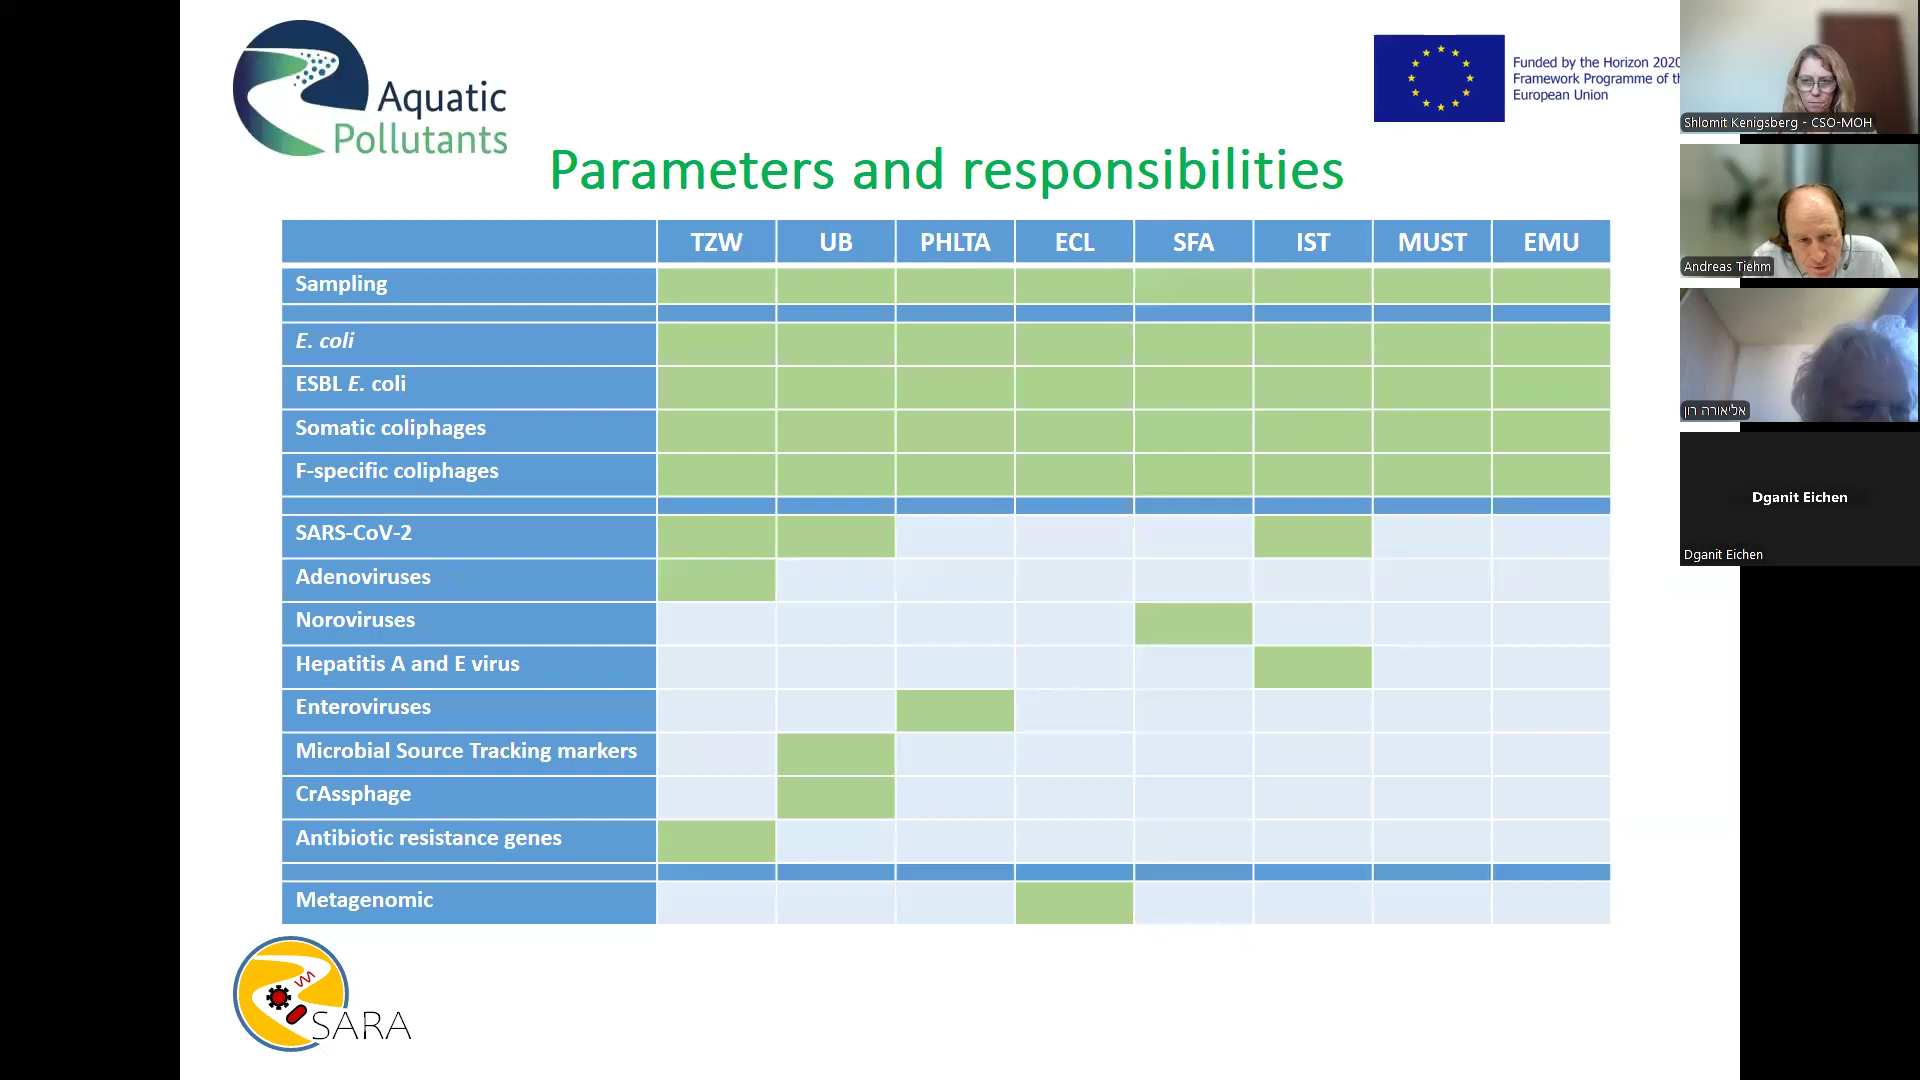 Aquatic
Pollutants
Funded by the Horizon 2020
Framework Programme of th
European Union
Parameters and responsibilities
TZW UB PHLTA ECL SFA IST MUST EMU
Sampling
E. coli
ESBL E. coli
Somatic coliphages
F-specific coliphages
SARS-CoV-2
Adenoviruses
Noroviruses
Hepatitis A and E virus
Enteroviruses
Microbial Source Tracking markers
CrAssphage
Antibiotic resistance genes
Metagenomic
SARA
Shlomit Kenigsberg - CSO-MOH
Andreas Tiehm
אליאורה רון
Dganit Eichen
Dganit Eichen